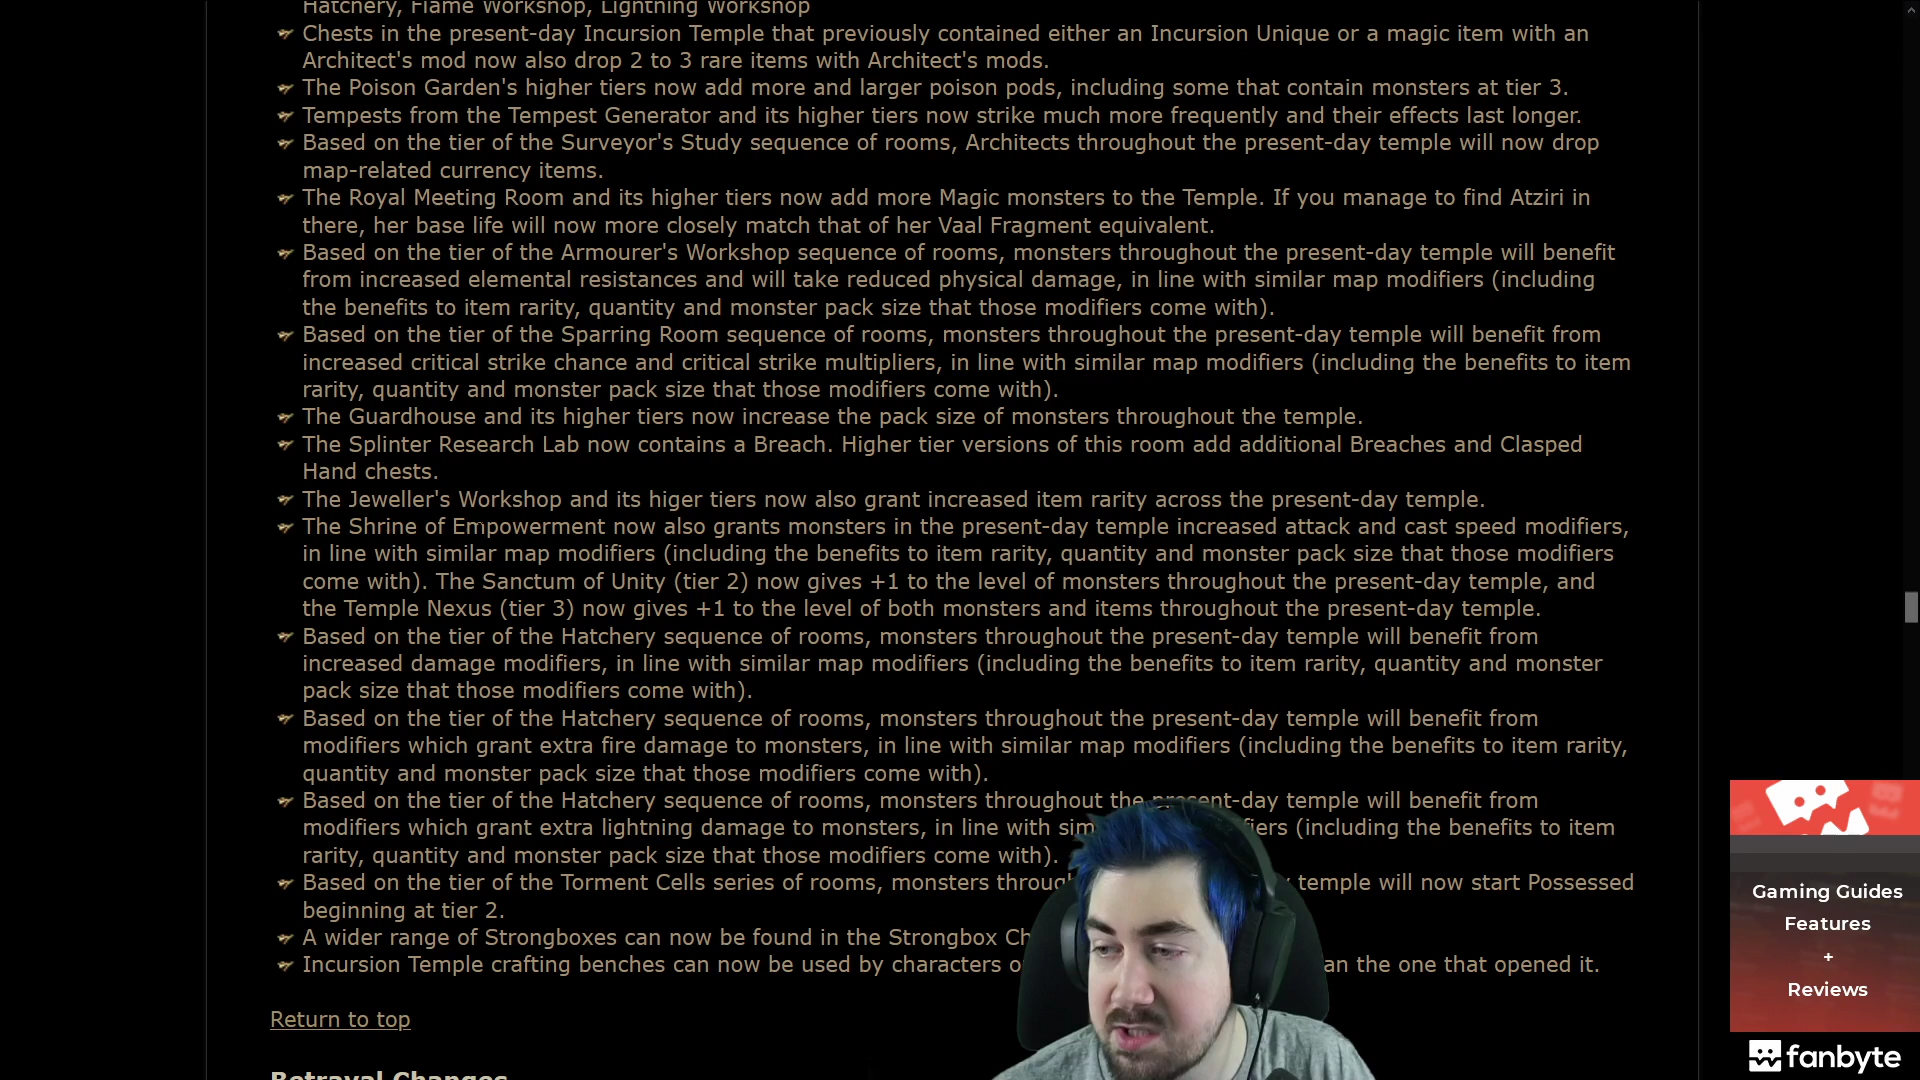 Hatchery, Flame Workshop, Lightning Workshop
Chests in the present-day Incursion Temple that previously contained either an Incursion Unique or a magic item with an
Architect's mod now also drop 2 to 3 rare items with Architect's mods.
The Poison Garden's higher tiers now add more and larger poison pods, including some that contain monsters at tier 3.
Tempests from the Tempest Generator and its higher tiers now strike much more frequently and their effects last longer.
Based on the tier of the Surveyor's Study sequence of rooms, Architects throughout the present-day temple will now drop
map-related currency items.
The Royal Meeting Room and its higher tiers now add more Magic monsters to the Temple. If you manage to find Atziri in
there, her base life will now more closely match that of her Vaal Fragment equivalent.
Based on the tier of the Armourer's Workshop sequence of rooms, monsters throughout the present-day temple will benefit
from increased elemental resistances and will take reduced physical damage, in line with similar map modifiers (including
the benefits to item rarity, quantity and monster pack size that those modifiers come with).
Based on the tier of the Sparring Room sequence of rooms, monsters throughout the present-day temple will benefit from
increased critical strike chance and critical strike multipliers, in line with similar map modifiers (including the benefits to item
rarity, quantity and monster pack size that those modifiers come with).
The Guardhouse and its higher tiers now increase the pack size of monsters throughout the temple.
The Splinter Research Lab now contains a Breach. Higher tier versions of this room add additional Breaches and Clasped
Hand chests.
The Jeweller's Workshop and its higer tiers now also grant increased item rarity across the present-day temple.
The Shrine of Empowerment now also grants monsters in the present-day temple increased attack and cast speed modifiers,
in line with similar map modifiers (including the benefits to item rarity, quantity and monster pack size that those modifiers
come with). The Sanctum of Unity (tier 2) now gives +1 to the level of monsters throughout the present-day temple, and
the Temple Nexus (tier 3) now gives +1 to the level of both monsters and items throughout the present-day temple.
Based on the tier of the Hatchery sequence of rooms, monsters throughout the present-day temple will benefit from
increased damage modifiers, in line with similar map modifiers (including the benefits to item rarity, quantity and monster
pack size that those modifiers come with).
Based on the tier of the Hatchery sequence of rooms, monsters throughout the present-day temple will benefit from
modifiers which grant extra fire damage to monsters, in line with similar map modifiers (including the benefits to item rarity,
quantity and monster pack size that those modifiers come with).
Based on the tier of the Hatchery sequence of rooms, monsters throughout the present-day temple will benefit from
modifiers which grant extra lightning damage to monsters, in line with (including the benefits to item
rarity, quantity and monster pack size that those modifiers come with).
Based on the tier of the Torment Cells series of rooms, monsters temple will now start Possessed
beginning at tier 2.
A wider range of Strongboxes can now be found in the Strongbox
Incursion Temple crafting benches can now be used by characters the one that opened it.
Return to top
Betrayal Changes
Gaming Guides
Features
+
Reviews
fanbyte